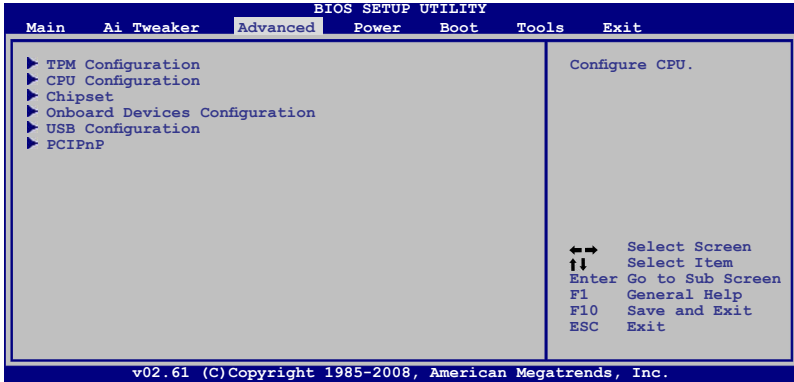 BIOS SETUP UTILITY
Main Ai Tweaker Advanced Power Boot Tools Exit
TPM Configuration
CPU Configuration
Chipset
Onboard Devices Configuration
USB Configuration
PCIPnP
Configure CPU.
Select Screen
Select Item
Enter Go to Sub Screen
F1 General Help
F10 Save and Exit
ESC Exit
v02.61 (C)Copyright 1985-2008, American Megatrends, Inc.